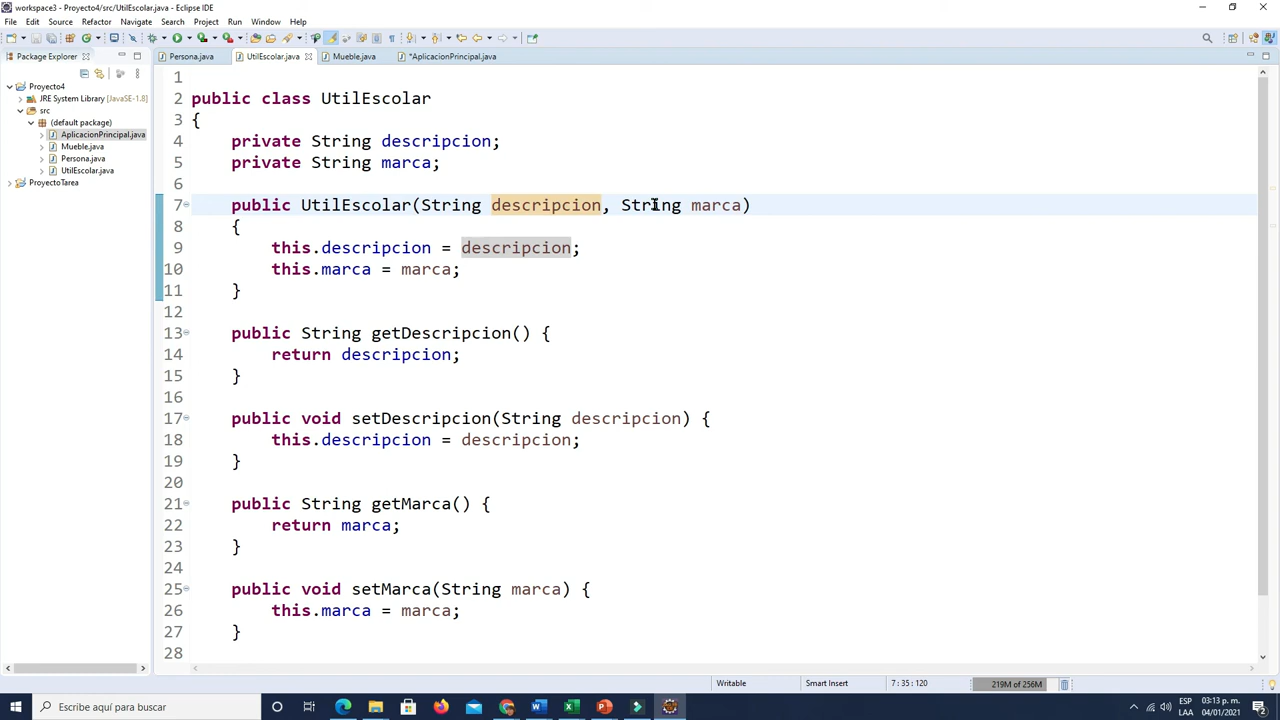 workspace3 - Proyecto4/src/UtilEscolar.java - Eclipse IDE
File Edit Source Refactor Navigate Search Project Run Window Help
Package Explorer
Persona.java UtilEscolar.java Mueble.java *AplicacionPrincipal.java
Proyecto4
JRE System Library [JavaSE-1.8]
src
(default package)
AplicacionPrincipal.java
Mueble.java
Persona.java
UtilEscolar.java
ProyectoTarea
1
2 public class UtilEscolar
3 {
4 private String descripcion;
5 private String marca;
6
7 public UtilEscolar(String descripcion, String marca)
8 {
9 this.descripcion = descripcion;
10 this.marca = marca;
11 }
12
13 public String getDescripcion() {
14 return descripcion;
15 }
16
17 public void setDescripcion(String descripcion) {
18 this.descripcion = descripcion;
19 }
20
21 public String getMarca() {
22 return marca;
23 }
24
25 public void setMarca(String marca) {
26 this.marca = marca;
27 }
28
Writable Smart Insert 7 : 35 : 120 219M of 256M
Escribe aquí para buscar
ESP 03:13 p. m.
LAA 04/01/2021
2